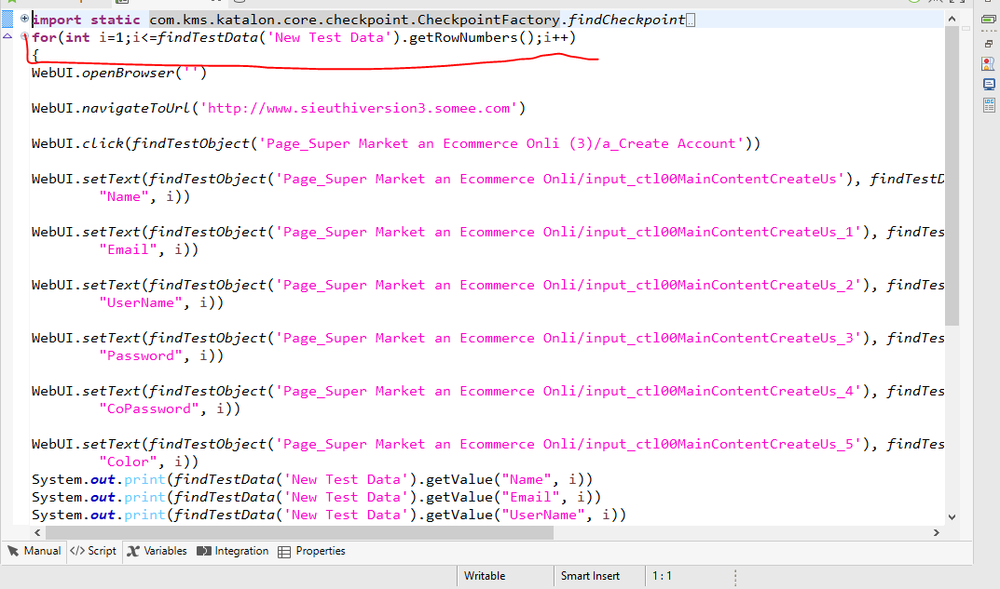 import static com.kms.katalon.core.checkpoint.CheckpointFactory.findCheckpoint
for(int i=1;i<=findTestData('New Test Data').getRowNumbers();i++)
{
WebUI.openBrowser('')
WebUI.navigateToUrl('http://www.sieuthiversion3.somee.com')
WebUI.click(findTestObject('Page_Super Market an Ecommerce Onli (3)/a_Create Account'))
WebUI.setText(findTestObject('Page_Super Market an Ecommerce Onli/input_ctl00MainContentCreateUs'), findTestD
"Name", i))
WebUI.setText(findTestObject('Page_Super Market an Ecommerce Onli/input_ctl00MainContentCreateUs_1'), findTes
"Email", i))
WebUI.setText(findTestObject('Page_Super Market an Ecommerce Onli/input_ctl00MainContentCreateUs_2'), findTes
"UserName", i))
WebUI.setText(findTestObject('Page_Super Market an Ecommerce Onli/input_ctl00MainContentCreateUs_3'), findTes
"Password", i))
WebUI.setText(findTestObject('Page_Super Market an Ecommerce Onli/input_ctl00MainContentCreateUs_4'), findTes
"CoPassword", i))
WebUI.setText(findTestObject('Page_Super Market an Ecommerce Onli/input_ctl00MainContentCreateUs_5'), findTes
"Color", i))
System.out.print(findTestData('New Test Data').getValue("Name", i))
System.out.print(findTestData('New Test Data').getValue("Email", i))
System.out.print(findTestData('New Test Data').getValue("UserName", i))
Manual </> Script Variables Integration Properties
Writable Smart Insert 1 : 1